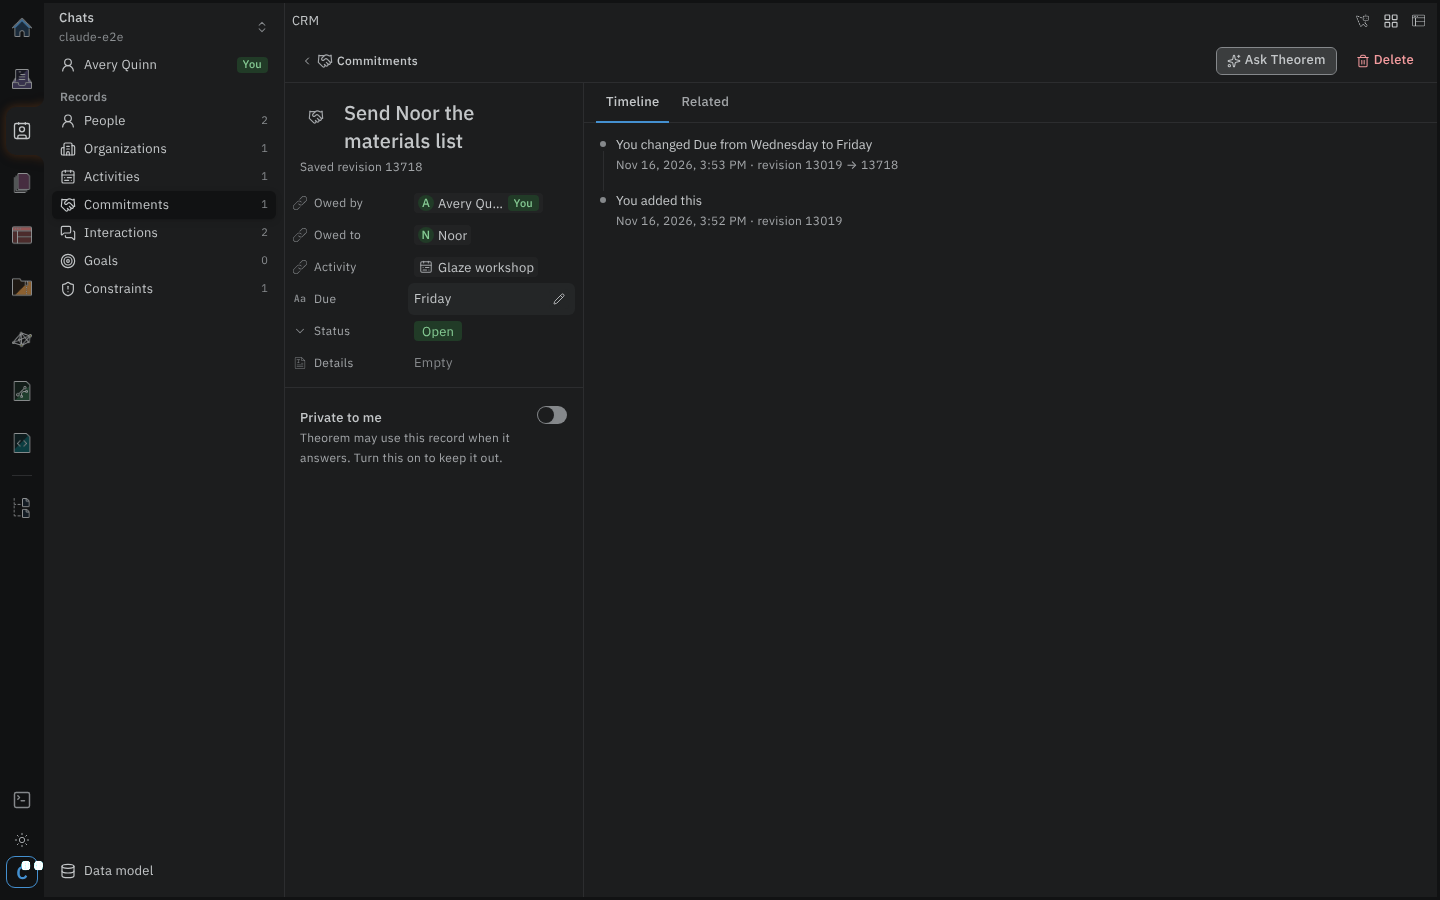 Chats
claude-e2e
Avery Quinn
You
Records
People 2
Organizations 1
Activities 1
Commitments 1
Interactions 2
Goals 0
Constraints 1
Data model
CRM
Commitments
Ask Theorem
Delete
Send Noor the
materials list
Saved revision 13718
Owed by
A Avery Qu... You
Owed to
N Noor
Activity
Glaze workshop
Aa Due
Friday
Status
Open
Details
Empty
Private to me
Theorem may use this record when it
answers. Turn this on to keep it out.
Timeline
Related
You changed Due from Wednesday to Friday
Nov 16, 2026, 3:53 PM · revision 13019 → 13718
You added this
Nov 16, 2026, 3:52 PM · revision 13019
C